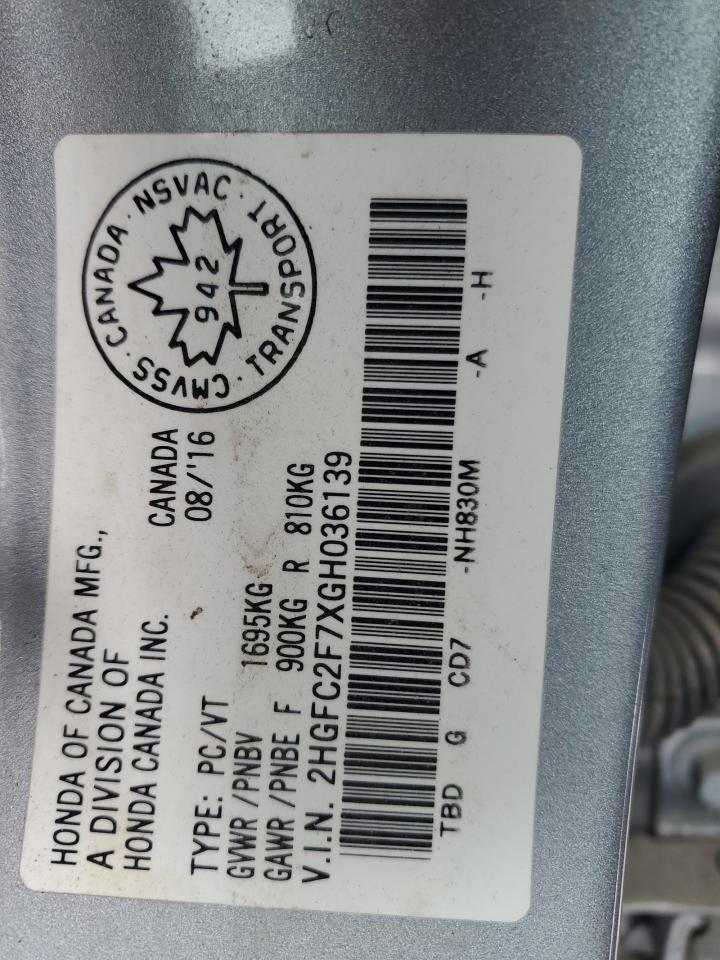 HONDA OF CANADA MFG.,
A DIVISION OF
HONDA CANADA INC.
CANADA
08/'16
CMVSS · CANADA · NSVAC · TRANSPORT ·
942
TYPE: PC/VT
GVWR /PNBV 1695KG
GAWR /PNBE F 900KG R 810KG
V.I.N. 2HGFC2F7XGH036139
TBD G CD7 -NH830M -A -H